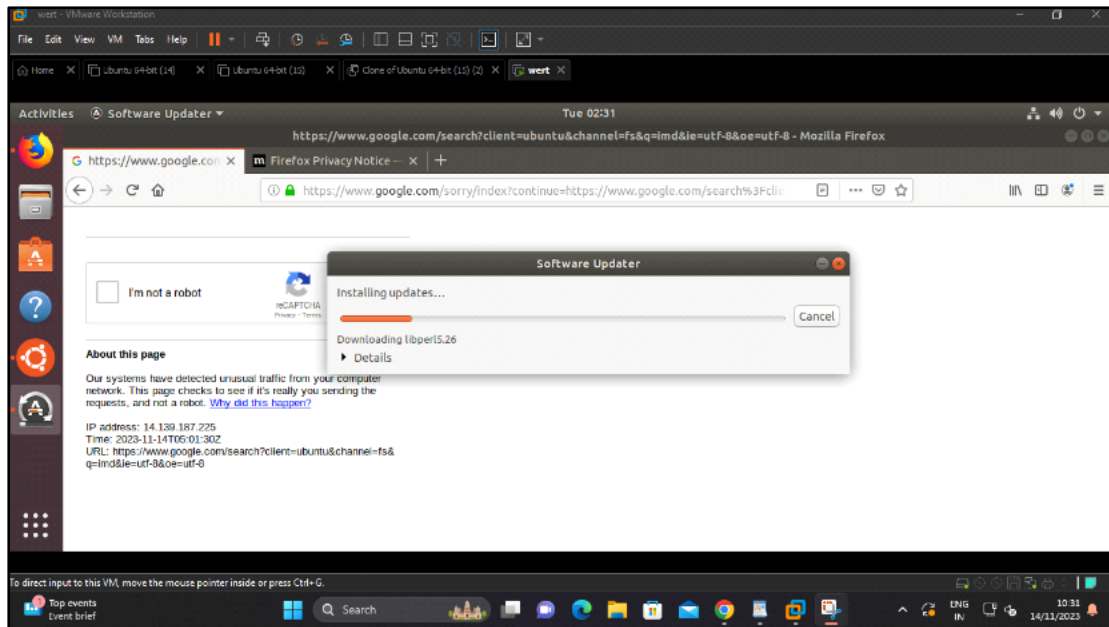 wert - VMware Workstation
File Edit View VM Tabs Help
Home Ubuntu 64-bit (14) Ubuntu 64-bit (15) Clone of Ubuntu 64-bit (15) (2) wert
Activities Software Updater Tue 02:31
https://www.google.com/search?client=ubuntu&channel=fs&q=imd&ie=utf-8&oe=utf-8 - Mozilla Firefox
G https://www.google.con m Firefox Privacy Notice —
https://www.google.com/sorry/index?continue=https://www.google.com/search%3Fclie
Software Updater
I'm not a robot
reCAPTCHA
Privacy - Terms
Installing updates...
Cancel
Downloading libperl5.26
Details
About this page
Our systems have detected unusual traffic from your computer
network. This page checks to see if it's really you sending the
requests, and not a robot. Why did this happen?
IP address: 14.139.187.225
Time: 2023-11-14T05:01:30Z
URL: https://www.google.com/search?client=ubuntu&channel=fs&
q=imd&ie=utf-8&oe=utf-8
To direct input to this VM, move the mouse pointer inside or press Ctrl+G.
Top events
Event brief
Search
ENG
IN
10:31
14/11/2023